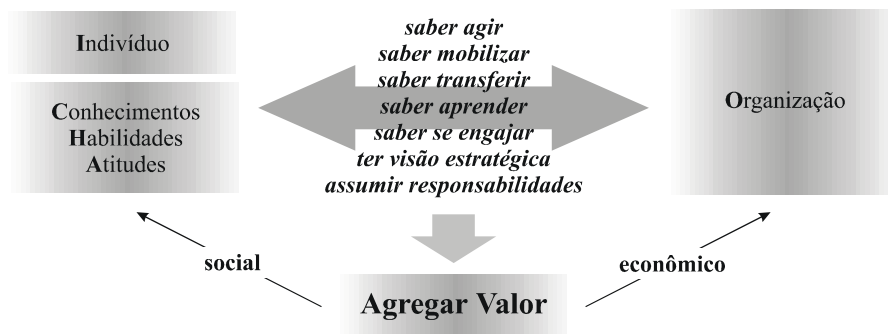 Indivíduo
Conhecimentos
Habilidades
Atitudes
saber agir
saber mobilizar
saber transferir
saber aprender
saber se engajar
ter visão estratégica
assumir responsabilidades
Organização
social
econômico
Agregar Valor